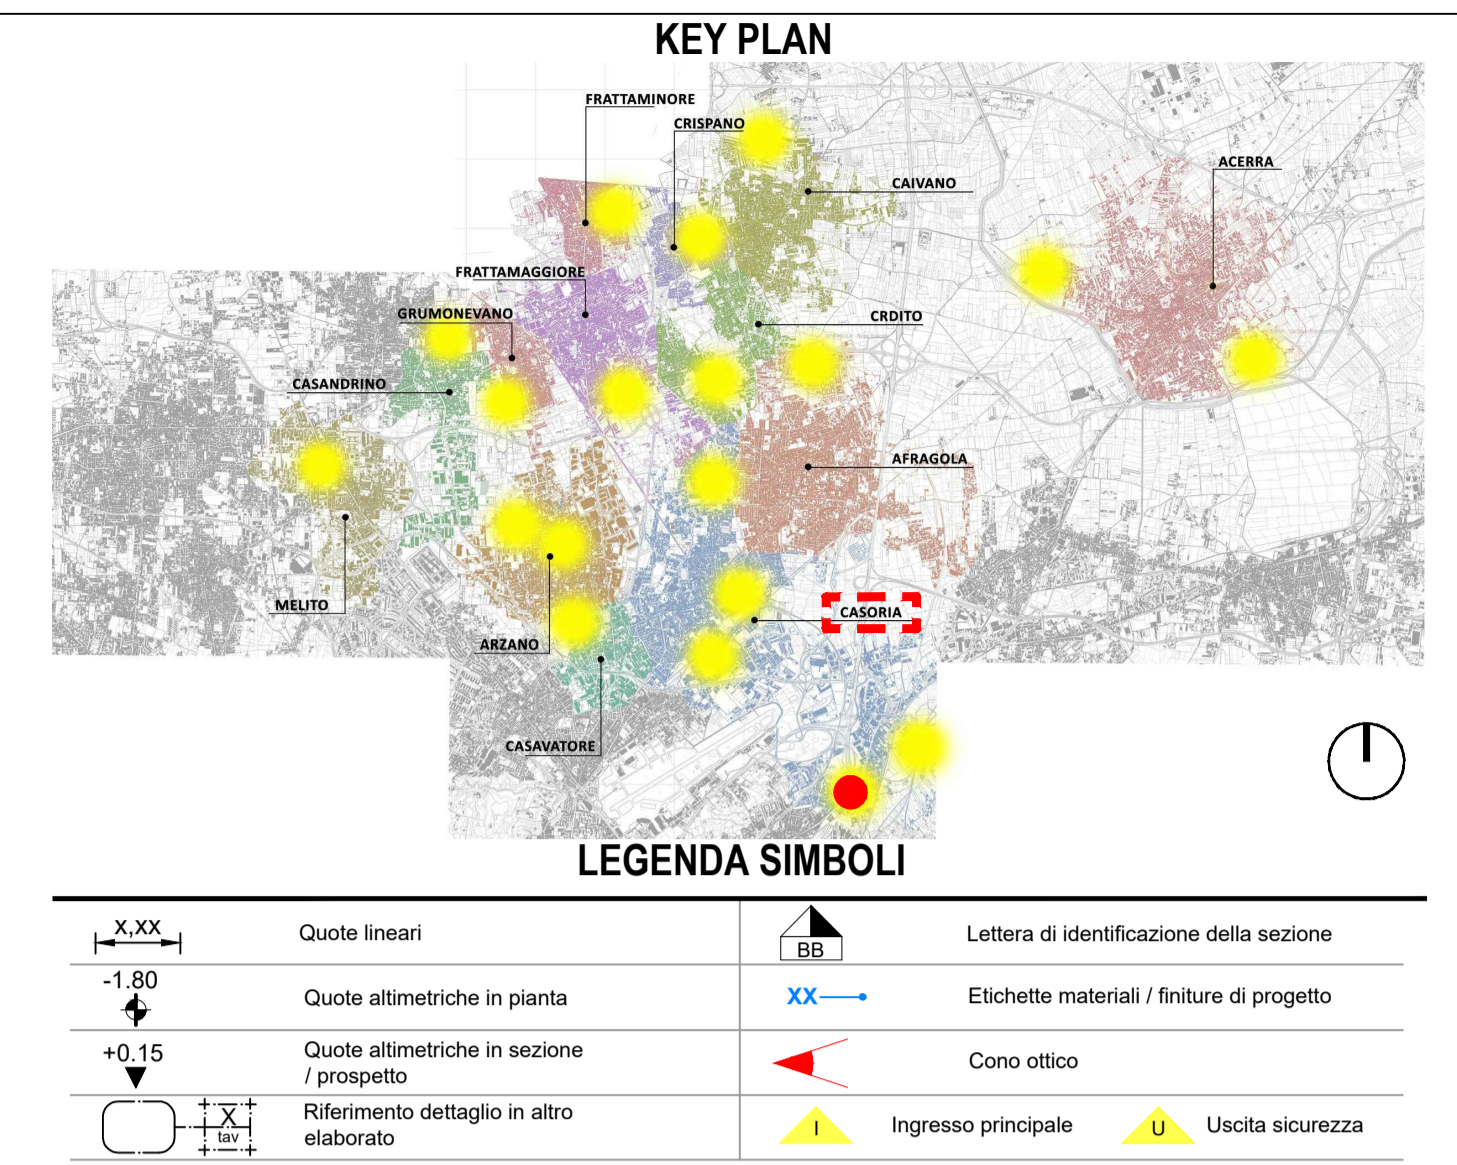 KEY PLAN
FRATTAMINORE
CRISPANO
ACERRA
CAIVANO
FRATTAMAGGIORE
GRUMONEVANO
CRDITO
CASANDRINO
AFRAGOLA
MELITO
CASORIA
ARZANO
CASAVATORE
LEGENDA SIMBOLI
X,XX Quote lineari
BB Lettera di identificazione della sezione
-1.80 Quote altimetriche in pianta
XX Etichette materiali / finiture di progetto
+0.15 Quote altimetriche in sezione
/ prospetto
Cono ottico
X tav Riferimento dettaglio in altro
elaborato
I Ingresso principale
U Uscita sicurezza